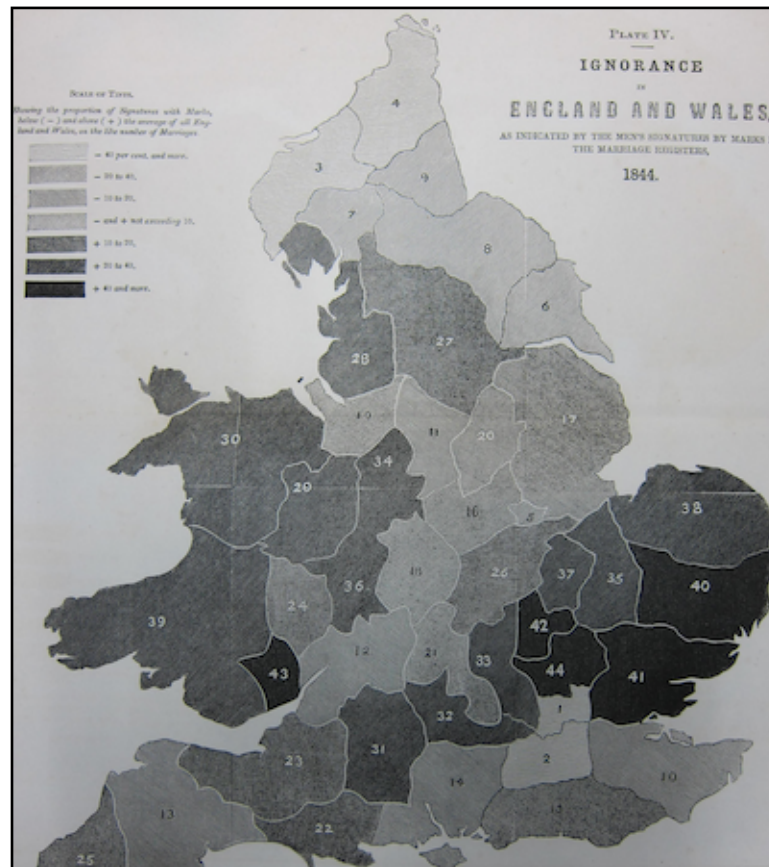 PLATE IV.
IGNORANCE
IN
ENGLAND AND WALES,
AS INDICATED BY THE MEN'S SIGNATURES BY MARKS
THE MARRIAGE REGISTERS,
1844.
SCALE OF TINTS.
Showing the proportion of Signatures with Marks,
below (−) and above (+) the average of all Eng-
land and Wales, on the like number of Marriages
− 40 per cent. and more.
− 20 to 40.
− 10 to 20.
− and + not exceeding 10.
+ 10 to 20.
+ 20 to 40.
+ 40 and more.
4
3
9
7
8
6
28
27
19
11
20
17
30
29
34
16
5
38
36
18
26
37
35
40
39
24
42
43
12
21
33
44
41
1
32
31
2
23
14
10
13
22
25